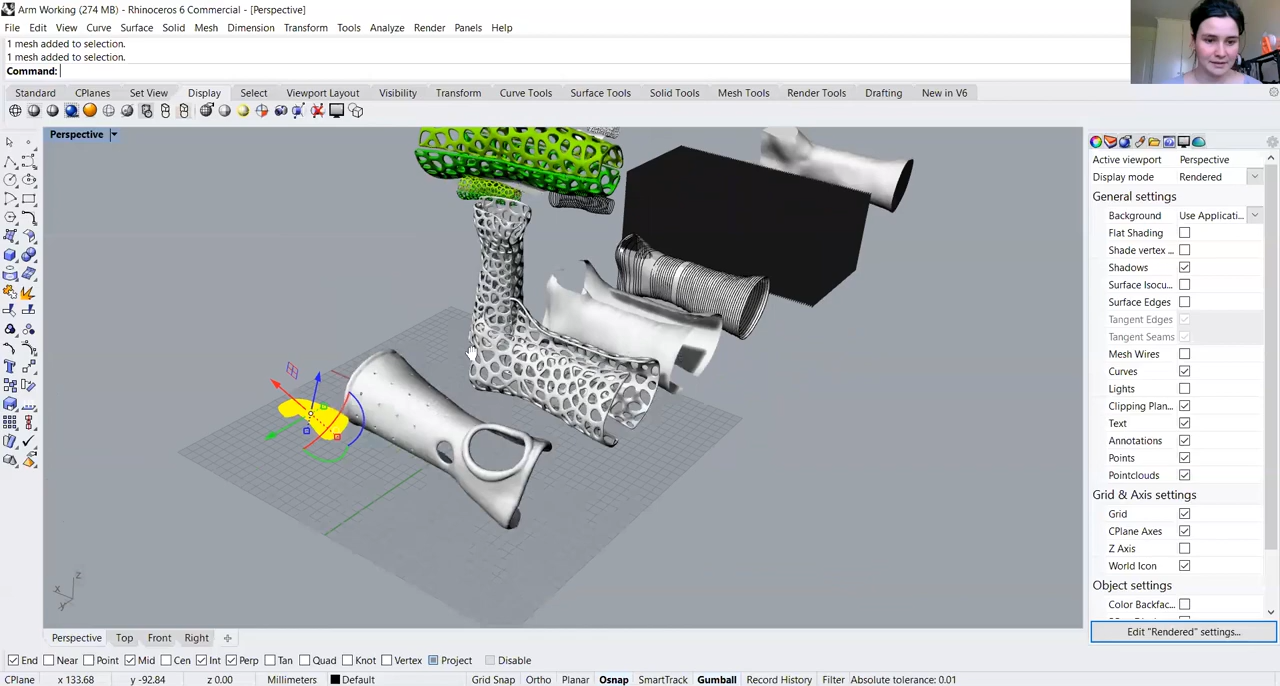 Arm Working (274 MB) - Rhinoceros 6 Commercial - [Perspective]
File Edit View Curve Surface Solid Mesh Dimension Transform Tools Analyze Render Panels Help
1 mesh added to selection.
1 mesh added to selection.
Command:
Standard CPlanes Set View Display Select Viewport Layout Visibility Transform Curve Tools Surface Tools Solid Tools Mesh Tools Render Tools Drafting New in V6
Perspective
Active viewport Perspective
Display mode Rendered
General settings
Background Use Applicati...
Flat Shading
Shade vertex ...
Shadows
Surface Isocu...
Surface Edges
Tangent Edges
Tangent Seams
Mesh Wires
Curves
Lights
Clipping Plan...
Text
Annotations
Points
Pointclouds
Grid & Axis settings
Grid
CPlane Axes
Z Axis
World Icon
Object settings
Color Backfac...
Edit "Rendered" settings...
z
x
y
Perspective Top Front Right
End Near Point Mid Cen Int Perp Tan Quad Knot Vertex Project Disable
CPlane x 133.68 y -92.84 z 0.00 Millimeters Default Grid Snap Ortho Planar Osnap SmartTrack Gumball Record History Filter Absolute tolerance: 0.01